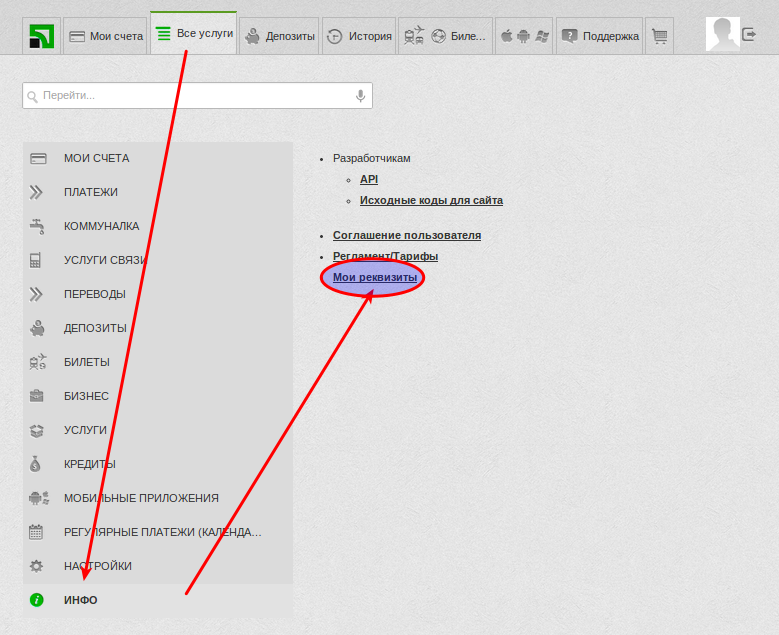 Мои счета
Все услуги
Депозиты
История
Биле...
Поддержка
Перейти...
МОИ СЧЕТА
ПЛАТЕЖИ
КОММУНАЛКА
УСЛУГИ СВЯЗИ
ПЕРЕВОДЫ
ДЕПОЗИТЫ
БИЛЕТЫ
БИЗНЕС
УСЛУГИ
КРЕДИТЫ
МОБИЛЬНЫЕ ПРИЛОЖЕНИЯ
РЕГУЛЯРНЫЕ ПЛАТЕЖИ (КАЛЕНДА...
НАСТРОЙКИ
ИНФО
Разработчикам
API
Исходные коды для сайта
Соглашение пользователя
Регламент/Тарифы
Мои реквизиты